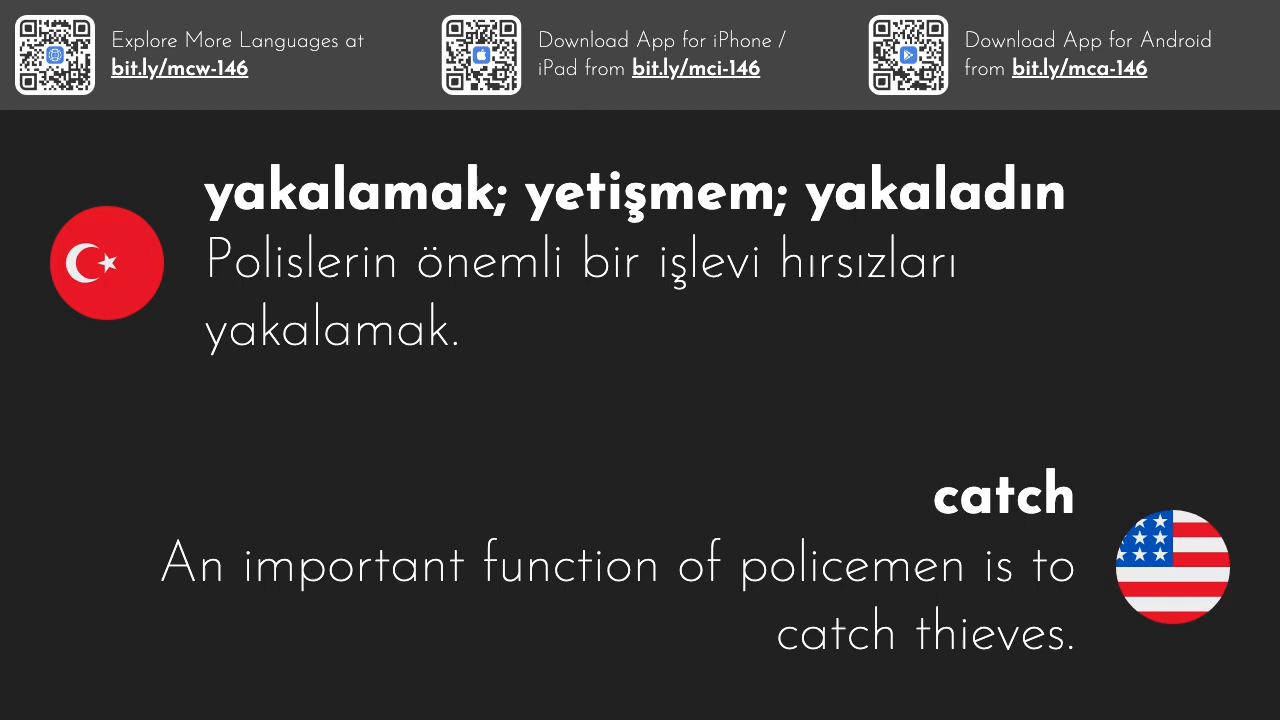 Explore More Languages at
bit.ly/mcw-146
Download App for iPhone /
iPad from bit.ly/mci-146
Download App for Android
from bit.ly/mca-146
yakalamak; yetişmem; yakaladın
Polislerin önemli bir işlevi hırsızları
yakalamak.
catch
An important function of policemen is to
catch thieves.